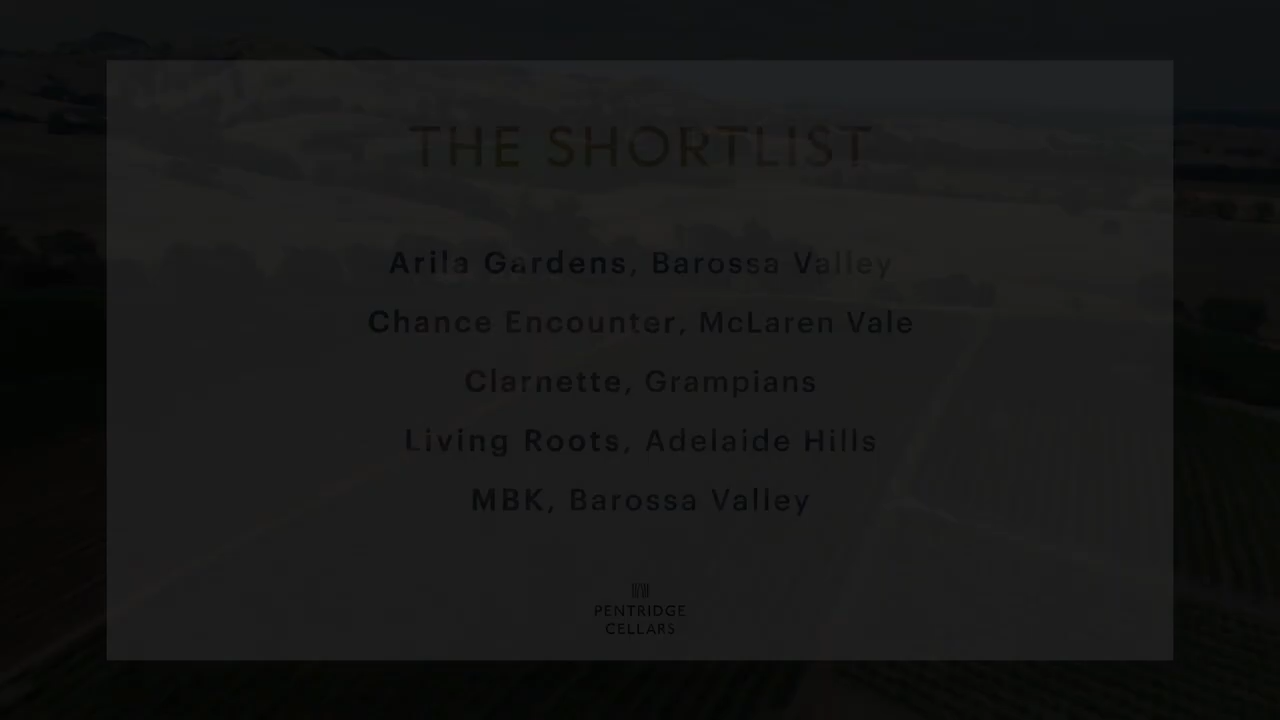 THE SHORTLIST
Arila Gardens, Barossa Valley
Chance Encounter, McLaren Vale
Clarnette, Grampians
Living Roots, Adelaide Hills
MBK, Barossa Valley
PENTRIDGE
CELLARS